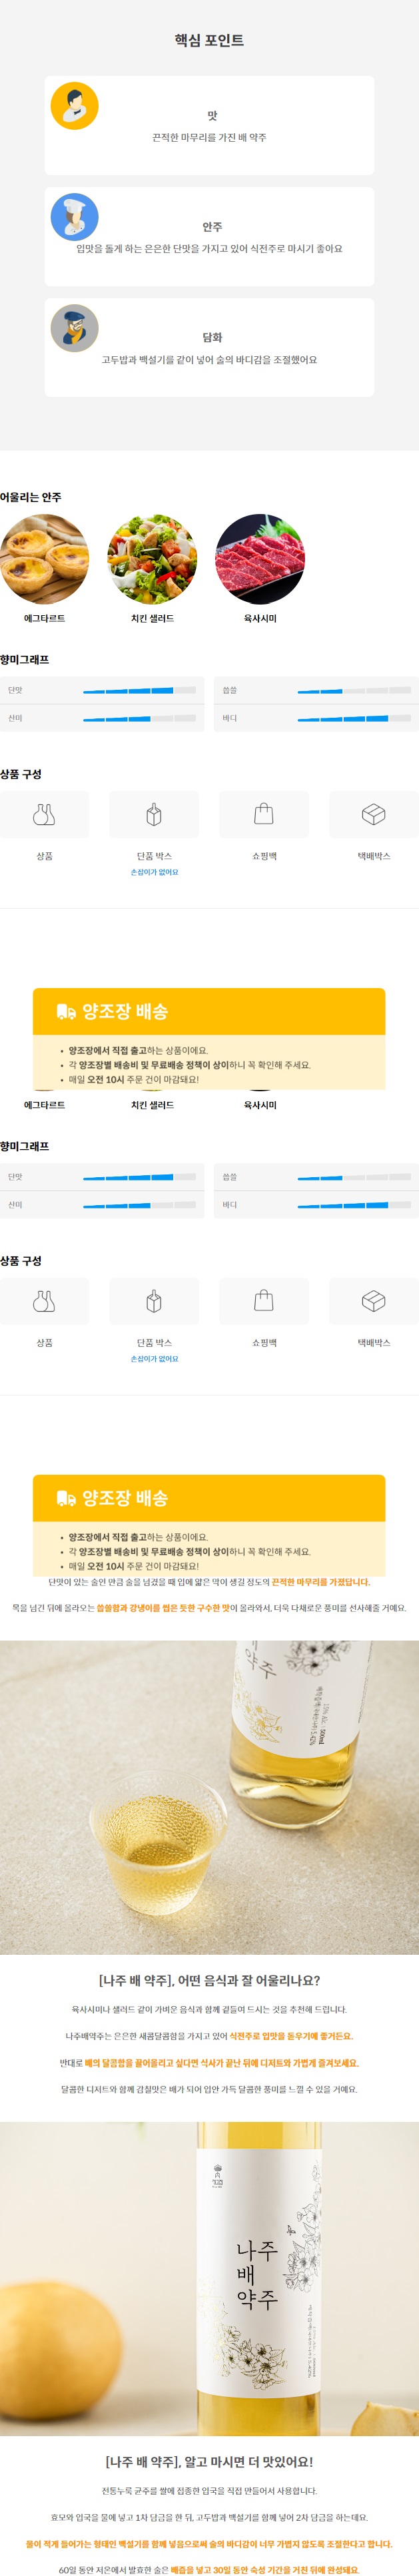 핵심 포인트
맛
끈적한 마무리를 가진 배 약주
안주
입맛을 돌게 하는 은은한 단맛을 가지고 있어 식전주로 마시기 좋아요
담화
고두밥과 백설기를 같이 넣어 술의 바디감을 조절했어요
어울리는 안주
에그타르트
치킨 샐러드
육사시미
향미그래프
단맛
씁쓸
산미
바디
상품 구성
상품
단품 박스
쇼핑백
택배박스
손잡이가 없어요
양조장 배송
• 양조장에서 직접 출고하는 상품이에요.
• 각 양조장별 배송비 및 무료배송 정책이 상이하니 꼭 확인해 주세요.
• 매일 오전 10시 주문 건이 마감돼요!
에그타르트
치킨 샐러드
육사시미
향미그래프
단맛
씁쓸
산미
바디
상품 구성
상품
단품 박스
쇼핑백
택배박스
손잡이가 없어요
양조장 배송
• 양조장에서 직접 출고하는 상품이에요.
• 각 양조장별 배송비 및 무료배송 정책이 상이하니 꼭 확인해 주세요.
• 매일 오전 10시 주문 건이 마감돼요!
단맛이 있는 술인 만큼 술을 넘겼을 때 입에 얇은 막이 생길 정도의 끈적한 마무리를 가졌답니다.
목을 넘긴 뒤에 올라오는 씁쓸함과 강냉이를 씹은 듯한 구수한 맛이 올라와서, 더욱 다채로운 풍미를 선사해줄 거예요.
약주
500ml
[나주 배 약주], 어떤 음식과 잘 어울리나요?
육사시미나 샐러드 같이 가벼운 음식과 함께 곁들여 드시는 것을 추천해 드립니다.
나주배약주는 은은한 새콤달콤함을 가지고 있어 식전주로 입맛을 돋우기에 좋거든요.
반대로 배의 달콤함을 끌어올리고 싶다면 식사가 끝난 뒤에 디저트와 가볍게 즐겨보세요.
달콤한 디저트와 함께 감칠맛은 배가 되어 입안 가득 달콤한 풍미를 느낄 수 있을 거예요.
나주
배
약주
[나주 배 약주], 알고 마시면 더 맛있어요!
전통누룩 균주를 쌀에 접종한 입국을 직접 만들어서 사용합니다.
효모와 입국을 물에 넣고 1차 담금을 한 뒤, 고두밥과 백설기를 함께 넣어 2차 담금을 하는데요.
물이 적게 들어가는 형태인 백설기를 함께 넣음으로써 술의 바디감이 너무 가볍지 않도록 조절한다고 합니다.
60일 동안 저온에서 발효한 술은 배즙을 넣고 30일 동안 숙성 기간을 거친 뒤에 완성돼요.